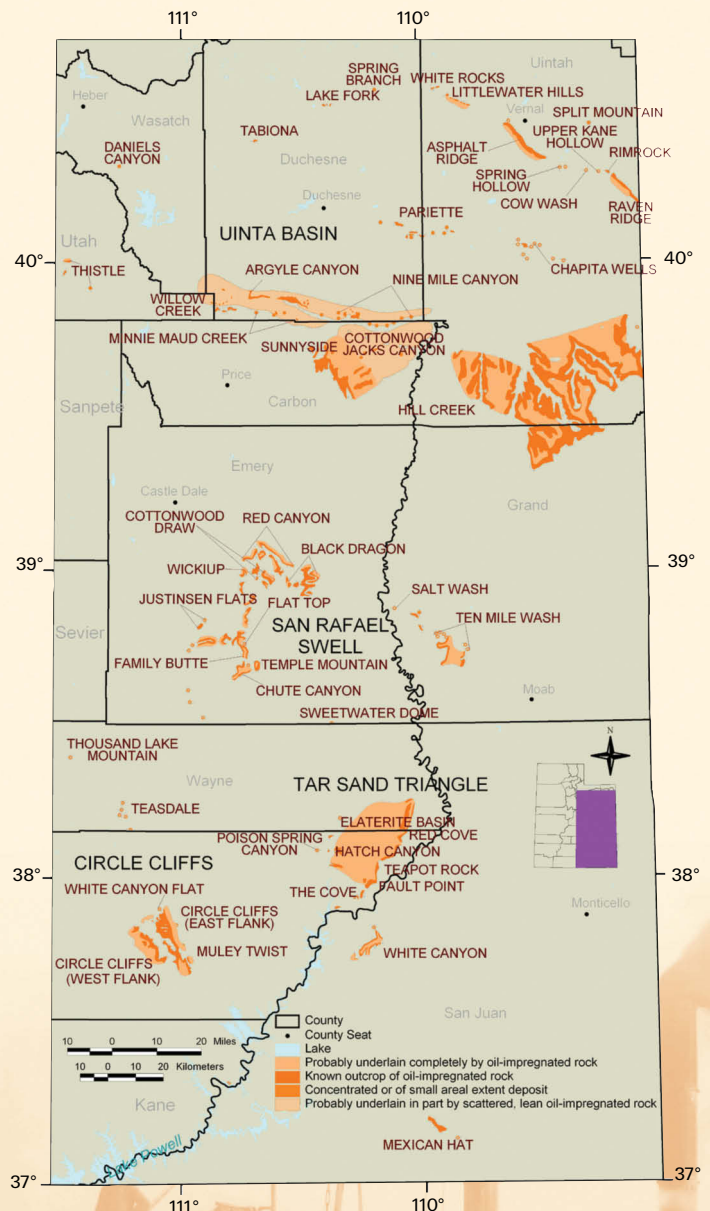 111°
110°
Uintah
SPRING
BRANCH
WHITE ROCKS
LAKE FORK
LITTLEWATER HILLS
Heber
Vernal
SPLIT MOUNTAIN
Wasatch
TABIONA
UPPER KANE
HOLLOW
DANIELS
CANYON
Duchesne
ASPHALT
RIDGE
RIMROCK
SPRING
HOLLOW
Duchesne
COW WASH
PARIETTE
RAVEN
RIDGE
UINTA BASIN
Utah
40°
40°
THISTLE
ARGYLE CANYON
CHAPITA WELLS
NINE MILE CANYON
WILLOW
CREEK
MINNIE MAUD CREEK
SUNNYSIDE
COTTONWOOD
JACKS CANYON
Price
Sanpete
Carbon
HILL CREEK
Emery
Castle Dale
Grand
COTTONWOOD
DRAW
RED CANYON
BLACK DRAGON
39°
WICKIUP
39°
SALT WASH
JUSTINSEN FLATS
FLAT TOP
TEN MILE WASH
SAN RAFAEL
SWELL
Sevier
FAMILY BUTTE
TEMPLE MOUNTAIN
CHUTE CANYON
Moab
SWEETWATER DOME
THOUSAND LAKE
MOUNTAIN
N
Wayne
TAR SAND TRIANGLE
TEASDALE
ELATERITE BASIN
RED COVE
POISON SPRING
CANYON
HATCH CANYON
CIRCLE CLIFFS
TEAPOT ROCK
38°
38°
WHITE CANYON FLAT
THE COVE
FAULT POINT
Monticello
CIRCLE CLIFFS
(EAST FLANK)
MULEY TWIST
WHITE CANYON
CIRCLE CLIFFS
(WEST FLANK)
San Juan
County
County Seat
Lake
Probably underlain completely by oil-impregnated rock
Known outcrop of oil-impregnated rock
Concentrated or of small areal extent deposit
Probably underlain in part by scattered, lean oil-impregnated rock
10 0 10 20 Miles
10 0 10 20 Kilometers
Kane
Lake Powell
MEXICAN HAT
37°
37°
111°
110°